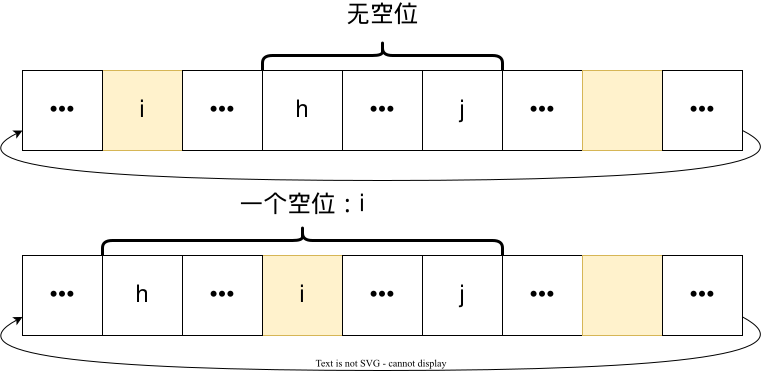 无空位
••• i ••• h ••• j ••• •••
一个空位：i
••• h ••• i ••• j ••• •••
Text is not SVG - cannot display